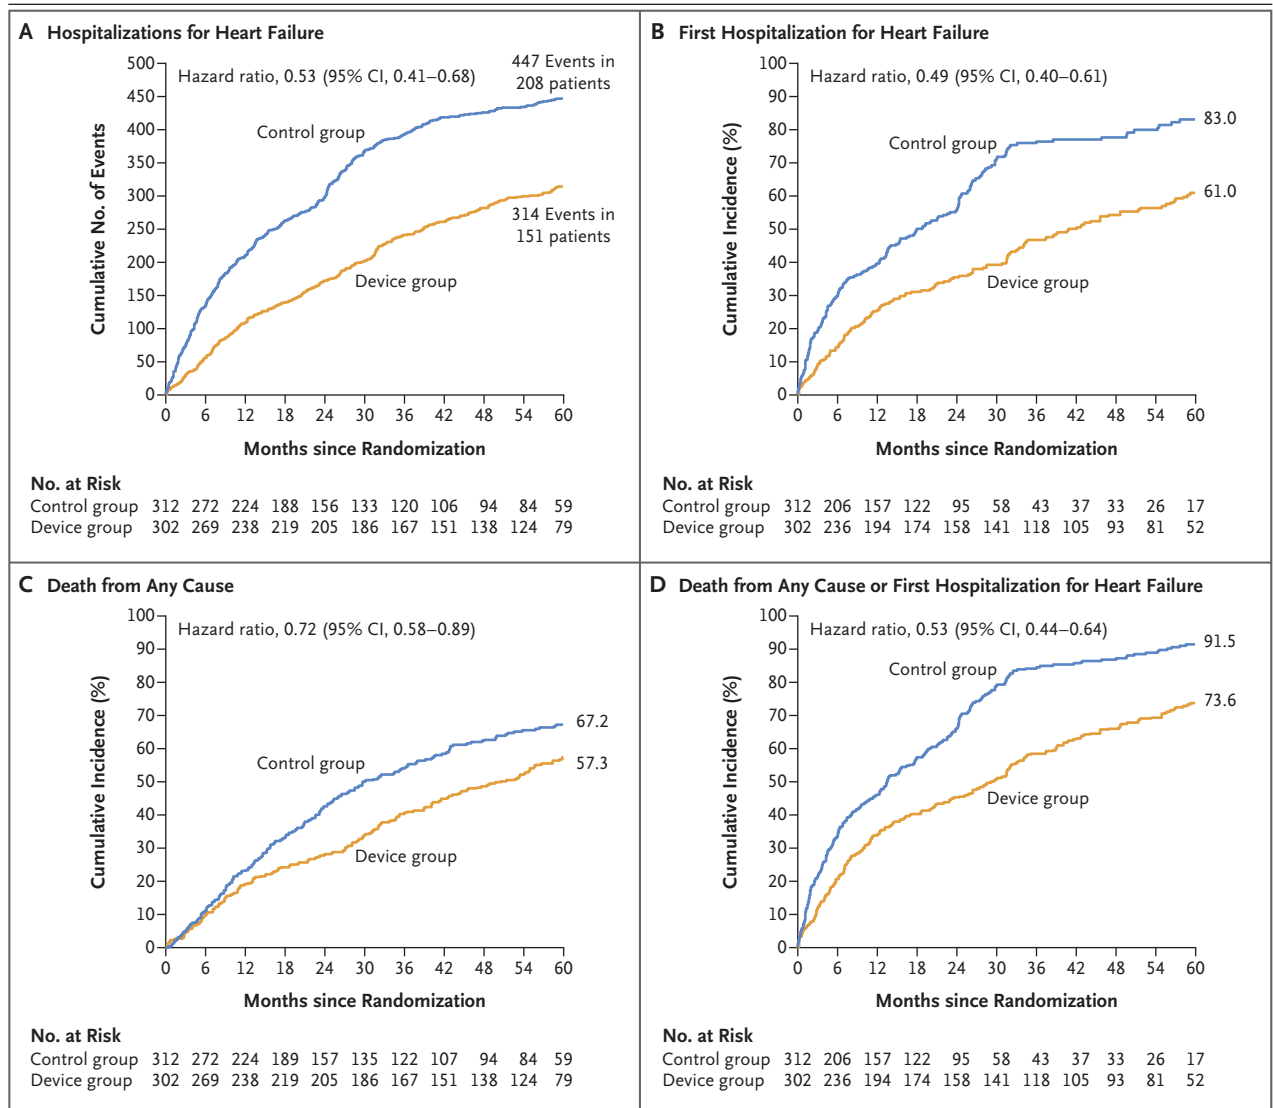 A Hospitalizations for Heart Failure
Hazard ratio, 0.53 (95% CI, 0.41–0.68)
447 Events in
208 patients
Control group
314 Events in
151 patients
Device group
Cumulative No. of Events
500
450
400
350
300
250
200
150
100
50
0
0 6 12 18 24 30 36 42 48 54 60
Months since Randomization
No. at Risk
Control group 312 272 224 188 156 133 120 106 94 84 59
Device group 302 269 238 219 205 186 167 151 138 124 79
B First Hospitalization for Heart Failure
Hazard ratio, 0.49 (95% CI, 0.40–0.61)
83.0
Control group
61.0
Device group
Cumulative Incidence (%)
100
90
80
70
60
50
40
30
20
10
0
0 6 12 18 24 30 36 42 48 54 60
Months since Randomization
No. at Risk
Control group 312 206 157 122 95 58 43 37 33 26 17
Device group 302 236 194 174 158 141 118 105 93 81 52
C Death from Any Cause
Hazard ratio, 0.72 (95% CI, 0.58–0.89)
67.2
Control group
57.3
Device group
Cumulative Incidence (%)
100
90
80
70
60
50
40
30
20
10
0
0 6 12 18 24 30 36 42 48 54 60
Months since Randomization
No. at Risk
Control group 312 272 224 189 157 135 122 107 94 84 59
Device group 302 269 238 219 205 186 167 151 138 124 79
D Death from Any Cause or First Hospitalization for Heart Failure
Hazard ratio, 0.53 (95% CI, 0.44–0.64)
91.5
Control group
73.6
Device group
Cumulative Incidence (%)
100
90
80
70
60
50
40
30
20
10
0
0 6 12 18 24 30 36 42 48 54 60
Months since Randomization
No. at Risk
Control group 312 206 157 122 95 58 43 37 33 26 17
Device group 302 236 194 174 158 141 118 105 93 81 52